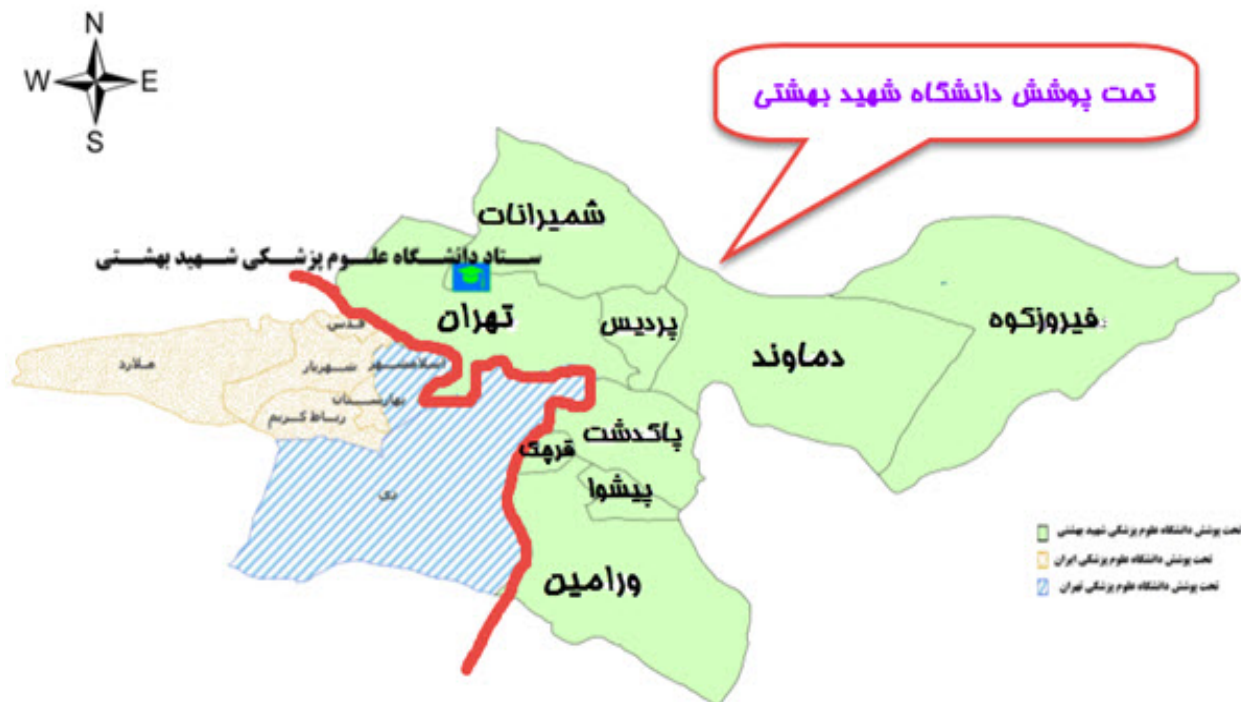 N
W E
S
تحت پوشش دانشگاه شهید بهشتی
شمیرانات
ستاد دانشگاه علوم پزشکی شهید بهشتی
تهران
پردیس
دماوند
فیروزکوه
قدس
ملارد
شهریار
اسلامشهر
بهارستان
رباط کریم
پاکدشت
قرچک
پیشوا
ری
ورامین
تحت پوشش دانشگاه علوم پزشکی شهید بهشتی
تحت پوشش دانشگاه علوم پزشکی ایران
تحت پوشش دانشگاه علوم پزشکی تهران